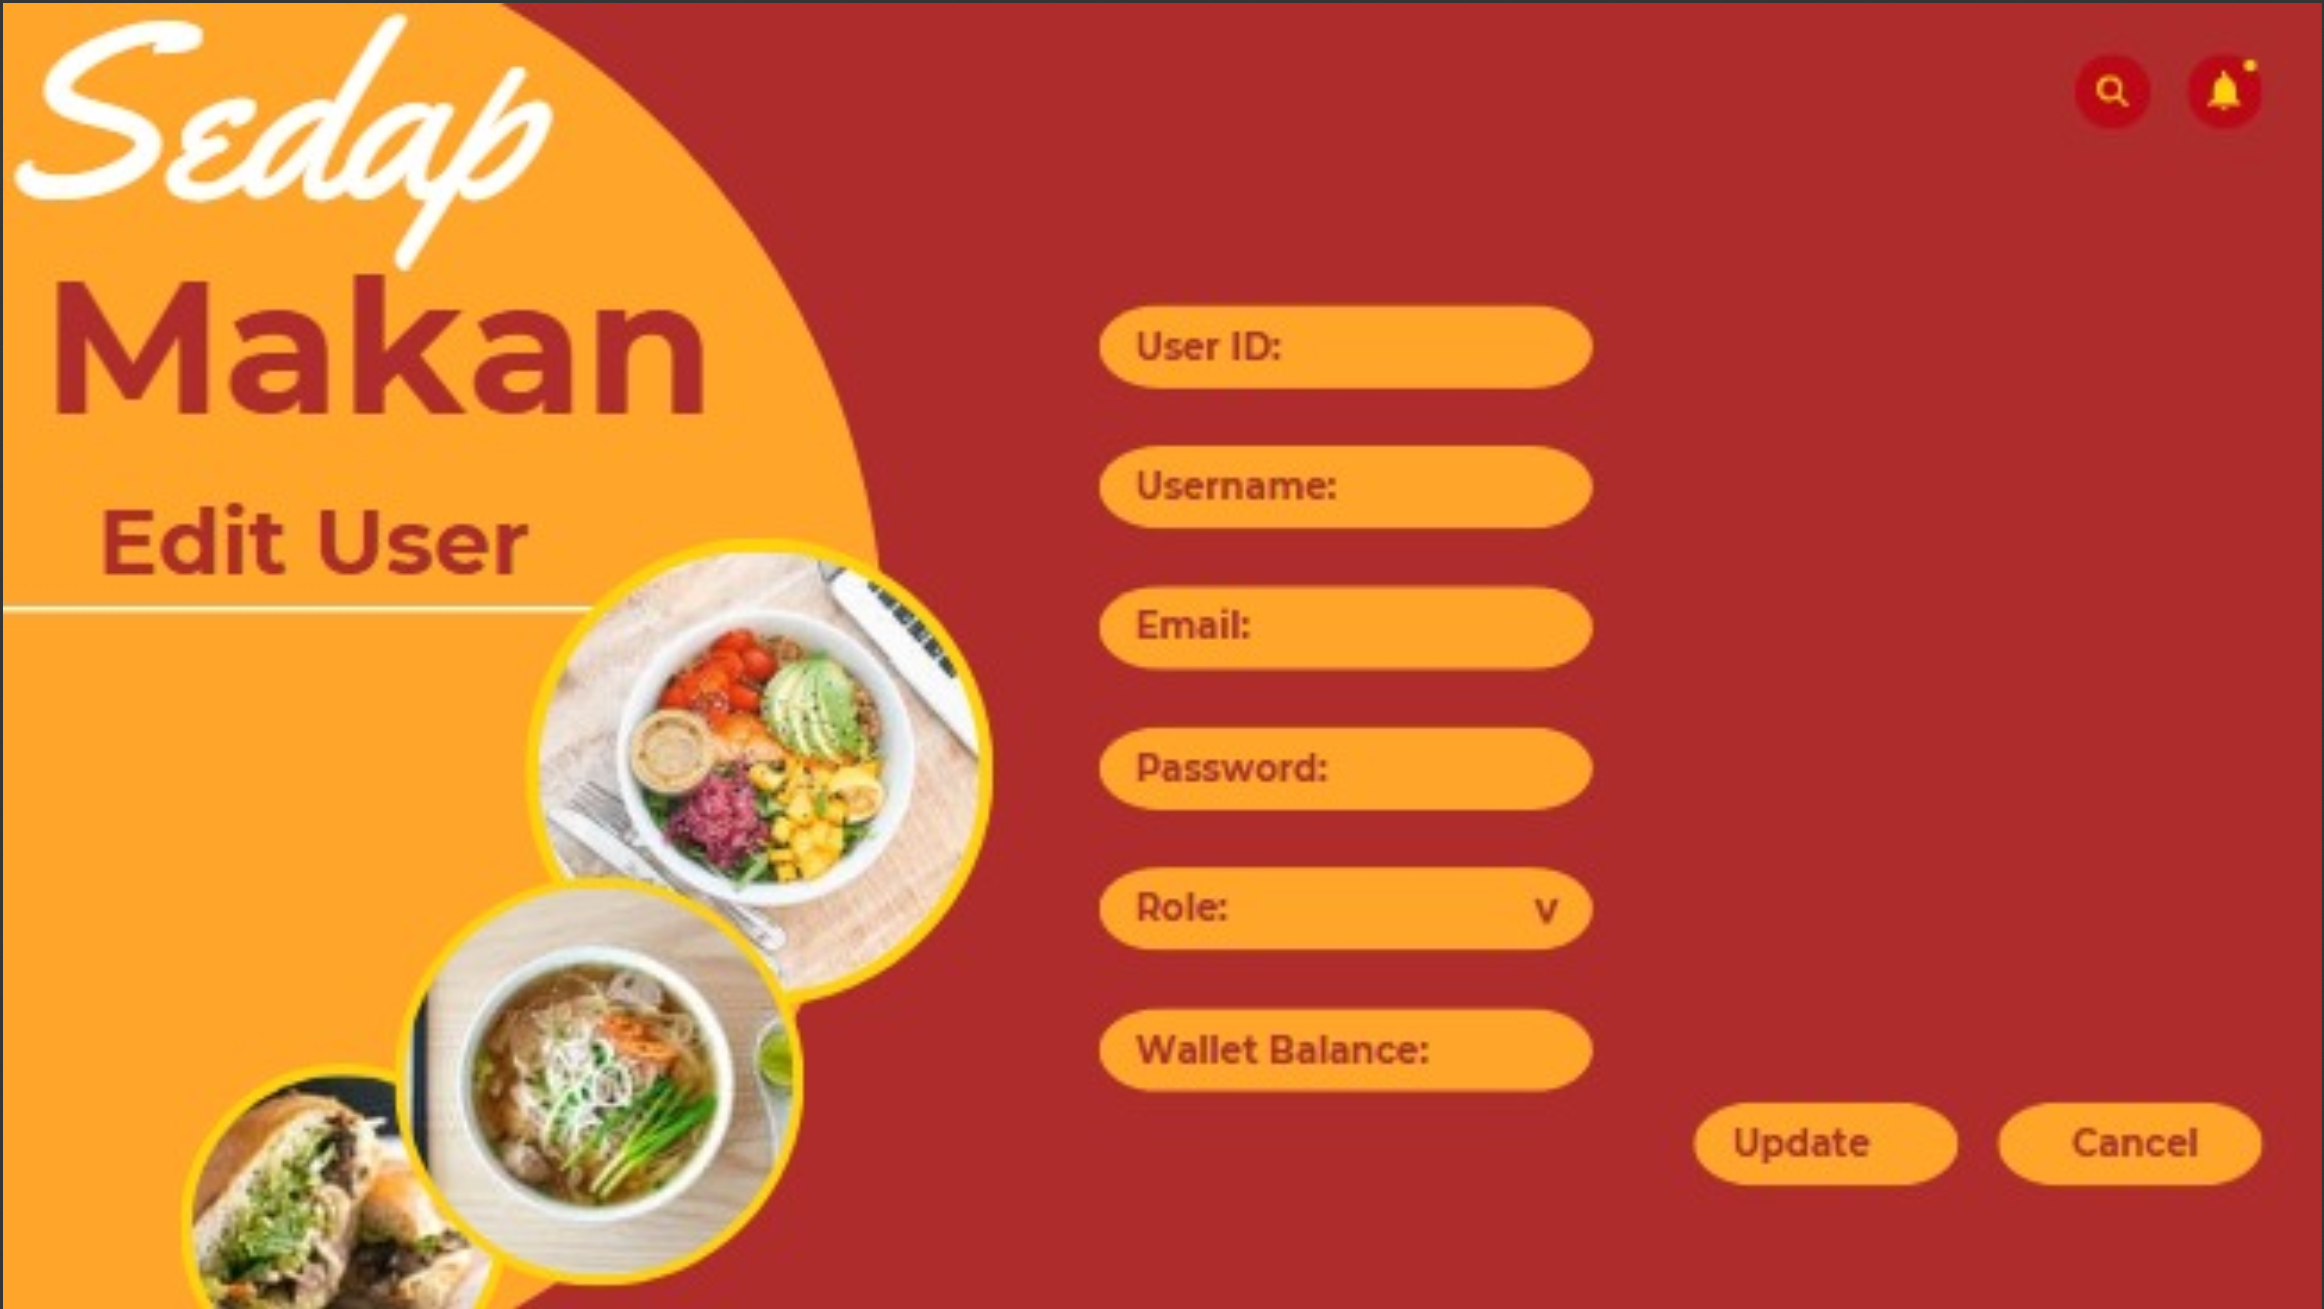 Sedap
Makan
Edit User
User ID:
Username:
Email:
Password:
Role: v
Wallet Balance:
Update
Cancel